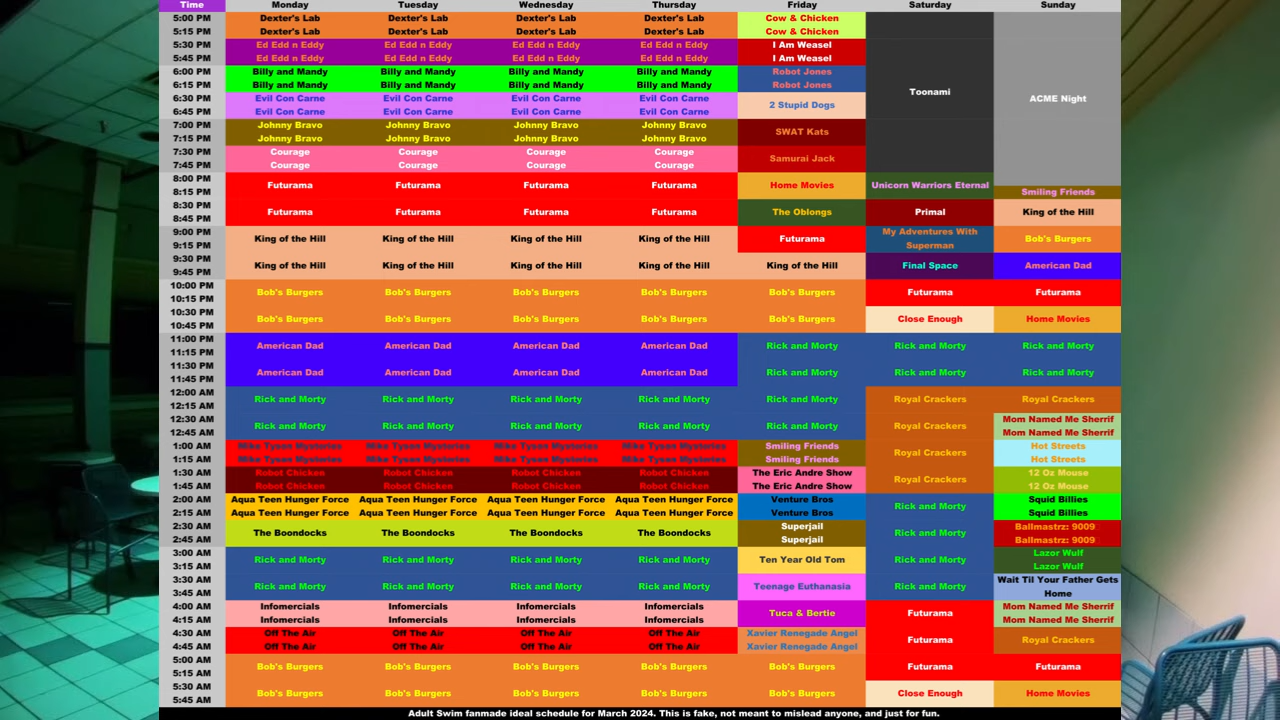 Time Monday Tuesday Wednesday Thursday Friday Saturday Sunday
5:00 PM Dexter's Lab Dexter's Lab Dexter's Lab Dexter's Lab Cow & Chicken
5:15 PM Dexter's Lab Dexter's Lab Dexter's Lab Dexter's Lab Cow & Chicken
5:30 PM Ed Edd n Eddy Ed Edd n Eddy Ed Edd n Eddy Ed Edd n Eddy I Am Weasel
5:45 PM Ed Edd n Eddy Ed Edd n Eddy Ed Edd n Eddy Ed Edd n Eddy I Am Weasel
6:00 PM Billy and Mandy Billy and Mandy Billy and Mandy Billy and Mandy Robot Jones
6:15 PM Billy and Mandy Billy and Mandy Billy and Mandy Billy and Mandy Robot Jones
Toonami
6:30 PM Evil Con Carne Evil Con Carne Evil Con Carne Evil Con Carne
2 Stupid Dogs ACME Night
6:45 PM Evil Con Carne Evil Con Carne Evil Con Carne Evil Con Carne
7:00 PM Johnny Bravo Johnny Bravo Johnny Bravo Johnny Bravo
SWAT Kats
7:15 PM Johnny Bravo Johnny Bravo Johnny Bravo Johnny Bravo
7:30 PM Courage Courage Courage Courage
Samurai Jack
7:45 PM Courage Courage Courage Courage
8:00 PM
Futurama Futurama Futurama Futurama Home Movies Unicorn Warriors Eternal
8:15 PM Smiling Friends
8:30 PM
Futurama Futurama Futurama Futurama The Oblongs Primal King of the Hill
8:45 PM
9:00 PM My Adventures With
King of the Hill King of the Hill King of the Hill King of the Hill Futurama Bob's Burgers
9:15 PM Superman
9:30 PM
King of the Hill King of the Hill King of the Hill King of the Hill King of the Hill Final Space American Dad
9:45 PM
10:00 PM
Bob's Burgers Bob's Burgers Bob's Burgers Bob's Burgers Bob's Burgers Futurama Futurama
10:15 PM
10:30 PM
Bob's Burgers Bob's Burgers Bob's Burgers Bob's Burgers Bob's Burgers Close Enough Home Movies
10:45 PM
11:00 PM
American Dad American Dad American Dad American Dad Rick and Morty Rick and Morty Rick and Morty
11:15 PM
11:30 PM
American Dad American Dad American Dad American Dad Rick and Morty Rick and Morty Rick and Morty
11:45 PM
12:00 AM
Rick and Morty Rick and Morty Rick and Morty Rick and Morty Rick and Morty Royal Crackers Royal Crackers
12:15 AM
12:30 AM Mom Named Me Sherrif
Rick and Morty Rick and Morty Rick and Morty Rick and Morty Rick and Morty Royal Crackers
12:45 AM Mom Named Me Sherrif
1:00 AM Mike Tyson Mysteries Mike Tyson Mysteries Mike Tyson Mysteries Mike Tyson Mysteries Smiling Friends Hot Streets
Royal Crackers
1:15 AM Mike Tyson Mysteries Mike Tyson Mysteries Mike Tyson Mysteries Mike Tyson Mysteries Smiling Friends Hot Streets
1:30 AM Robot Chicken Robot Chicken Robot Chicken Robot Chicken The Eric Andre Show 12 Oz Mouse
Royal Crackers
1:45 AM Robot Chicken Robot Chicken Robot Chicken Robot Chicken The Eric Andre Show 12 Oz Mouse
2:00 AM Aqua Teen Hunger Force Aqua Teen Hunger Force Aqua Teen Hunger Force Aqua Teen Hunger Force Venture Bros Squid Billies
Rick and Morty
2:15 AM Aqua Teen Hunger Force Aqua Teen Hunger Force Aqua Teen Hunger Force Aqua Teen Hunger Force Venture Bros Squid Billies
2:30 AM Superjail Ballmastrz: 9009
The Boondocks The Boondocks The Boondocks The Boondocks Rick and Morty
2:45 AM Superjail Ballmastrz: 9009
3:00 AM Lazor Wulf
Rick and Morty Rick and Morty Rick and Morty Rick and Morty Ten Year Old Tom Rick and Morty
3:15 AM Lazor Wulf
3:30 AM Wait Til Your Father Gets
Rick and Morty Rick and Morty Rick and Morty Rick and Morty Teenage Euthanasia Rick and Morty
3:45 AM Home
4:00 AM Infomercials Infomercials Infomercials Infomercials Mom Named Me Sherrif
Tuca & Bertie Futurama
4:15 AM Infomercials Infomercials Infomercials Infomercials Mom Named Me Sherrif
4:30 AM Off The Air Off The Air Off The Air Off The Air Xavier Renegade Angel
Futurama Royal Crackers
4:45 AM Off The Air Off The Air Off The Air Off The Air Xavier Renegade Angel
5:00 AM
Bob's Burgers Bob's Burgers Bob's Burgers Bob's Burgers Bob's Burgers Futurama Futurama
5:15 AM
5:30 AM
Bob's Burgers Bob's Burgers Bob's Burgers Bob's Burgers Bob's Burgers Close Enough Home Movies
5:45 AM
Adult Swim fanmade ideal schedule for March 2024. This is fake, not meant to mislead anyone, and just for fun.